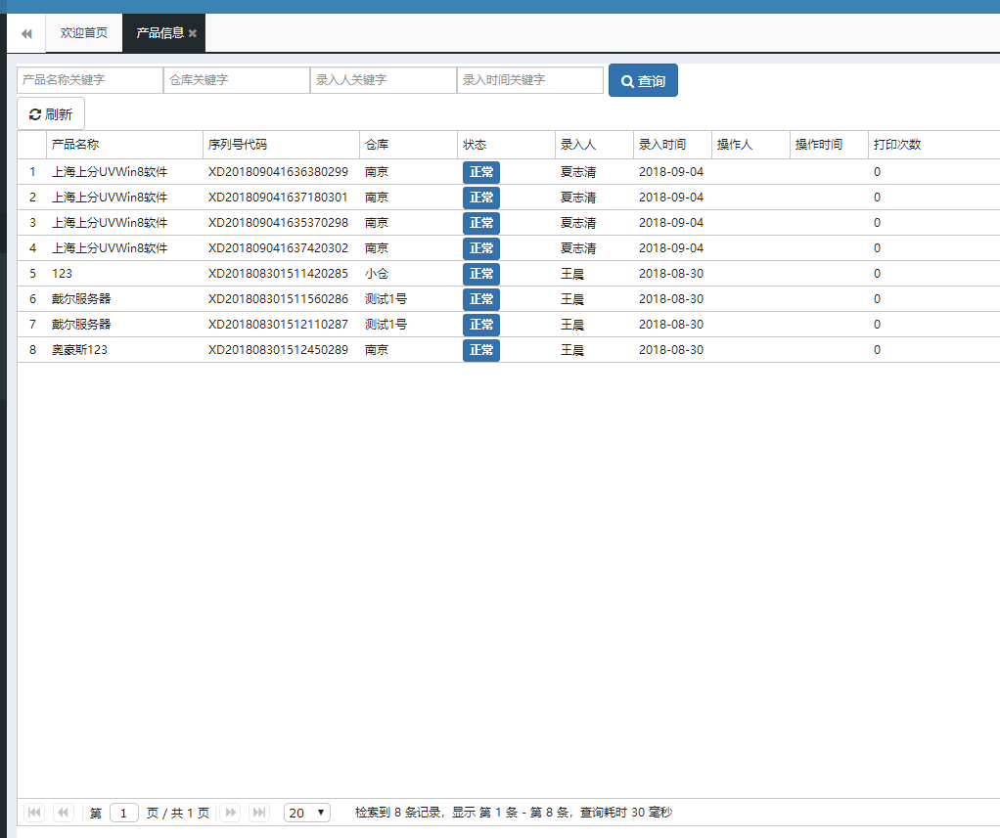 欢迎首页 产品信息
产品名称关键字 仓库关键字 录入人关键字 录入时间关键字 查询
刷新
产品名称 序列号代码 仓库 状态 录入人 录入时间 操作人 操作时间 打印次数
1 上海上分UVWin8软件 XD201809041636380299 南京 正常 夏志清 2018-09-04 0
2 上海上分UVWin8软件 XD201809041637180301 南京 正常 夏志清 2018-09-04 0
3 上海上分UVWin8软件 XD201809041635370298 南京 正常 夏志清 2018-09-04 0
4 上海上分UVWin8软件 XD201809041637420302 南京 正常 夏志清 2018-09-04 0
5 123 XD201808301511420285 小仓 正常 王晨 2018-08-30 0
6 戴尔服务器 XD201808301511560286 测试1号 正常 王晨 2018-08-30 0
7 戴尔服务器 XD201808301512110287 测试1号 正常 王晨 2018-08-30 0
8 奥豪斯123 XD201808301512450289 南京 正常 王晨 2018-08-30 0
第 1 页 / 共 1 页 20 检索到 8 条记录，显示 第 1 条 - 第 8 条，查询耗时 30 毫秒